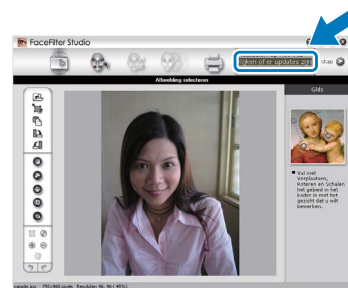 FaceFilter Studio
kijken of er updates zijn
stap
Afbeelding selecteren
Gids
Vul met
Verplaatsen,
Roteren en Schalen
het gebied in het
kader in met het
gezicht dat u wilt
bewerken.